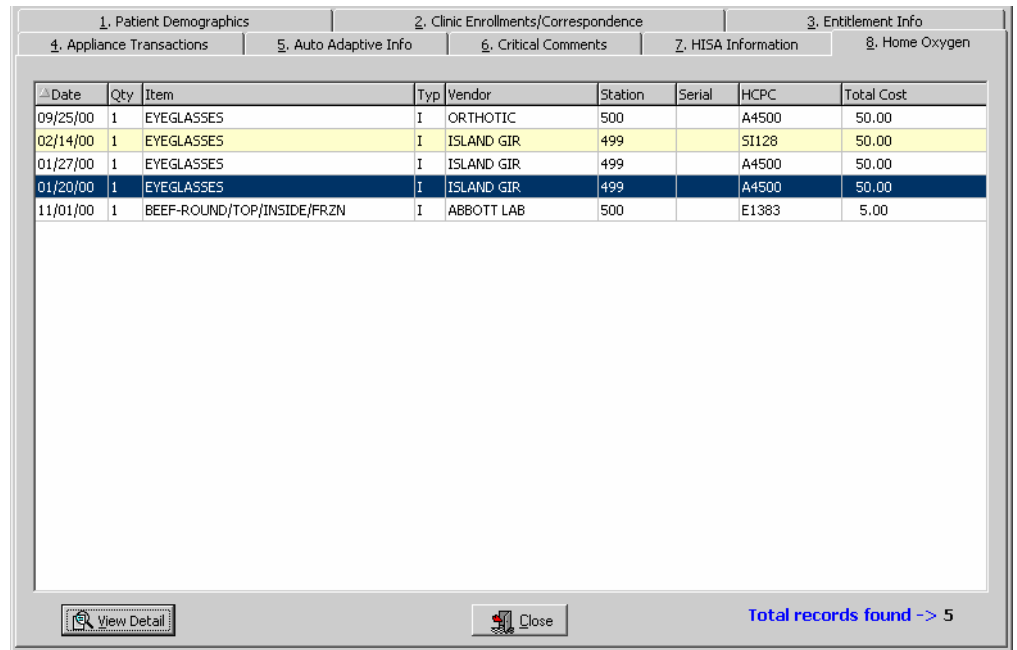 1. Patient Demographics 2. Clinic Enrollments/Correspondence 3. Entitlement Info
4. Appliance Transactions 5. Auto Adaptive Info 6. Critical Comments 7. HISA Information 8. Home Oxygen
Date Qty Item Typ Vendor Station Serial HCPC Total Cost
09/25/00 1 EYEGLASSES I ORTHOTIC 500 A4500 50.00
02/14/00 1 EYEGLASSES I ISLAND GIR 499 SI128 50.00
01/27/00 1 EYEGLASSES I ISLAND GIR 499 A4500 50.00
01/20/00 1 EYEGLASSES I ISLAND GIR 499 A4500 50.00
11/01/00 1 BEEF-ROUND/TOP/INSIDE/FRZN I ABBOTT LAB 500 E1383 5.00
View Detail Close Total records found -> 5